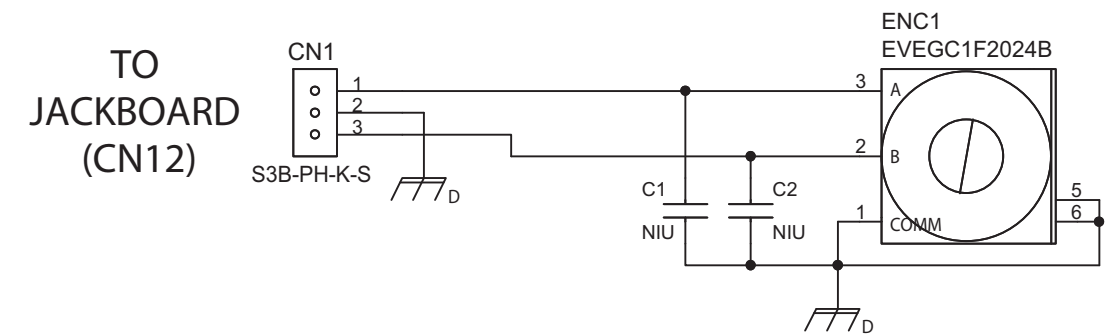 TO
JACKBOARD
(CN12)
CN1
1
2
3
S3B-PH-K-S
D
ENC1
EVEGC1F2024B
3
A
2
B
1
COMM
5
6
C1
NIU
C2
NIU
D